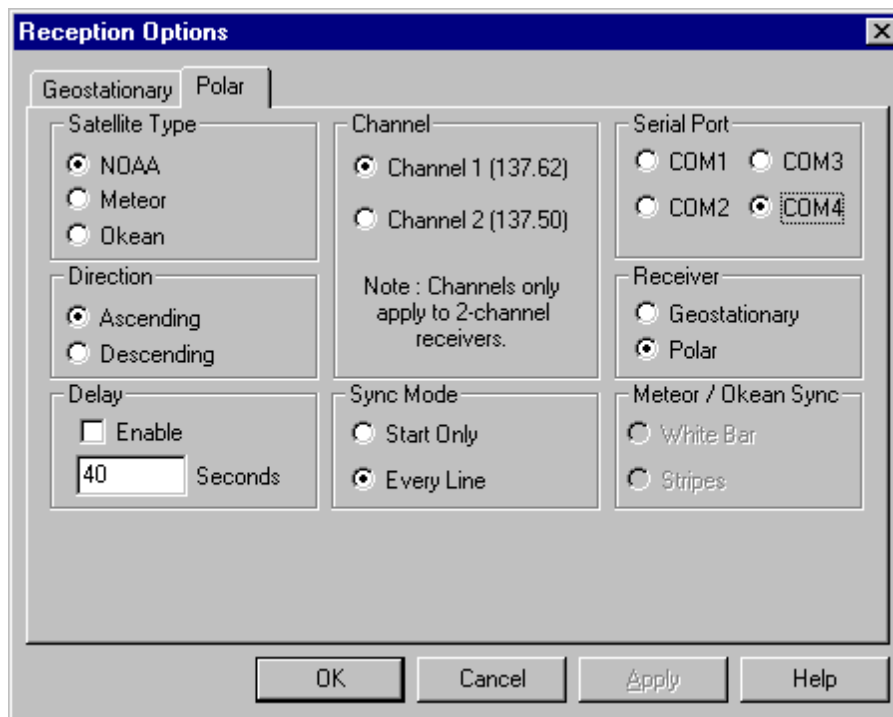 Reception Options
Geostationary
Polar
Satellite Type
NOAA
Meteor
Okean
Channel
Channel 1 (137.62)
Channel 2 (137.50)
Note : Channels only
apply to 2-channel
receivers.
Serial Port
COM1 COM3
COM2 COM4
Direction
Ascending
Descending
Receiver
Geostationary
Polar
Delay
Enable
40 Seconds
Sync Mode
Start Only
Every Line
Meteor / Okean Sync
White Bar
Stripes
OK
Cancel
Apply
Help